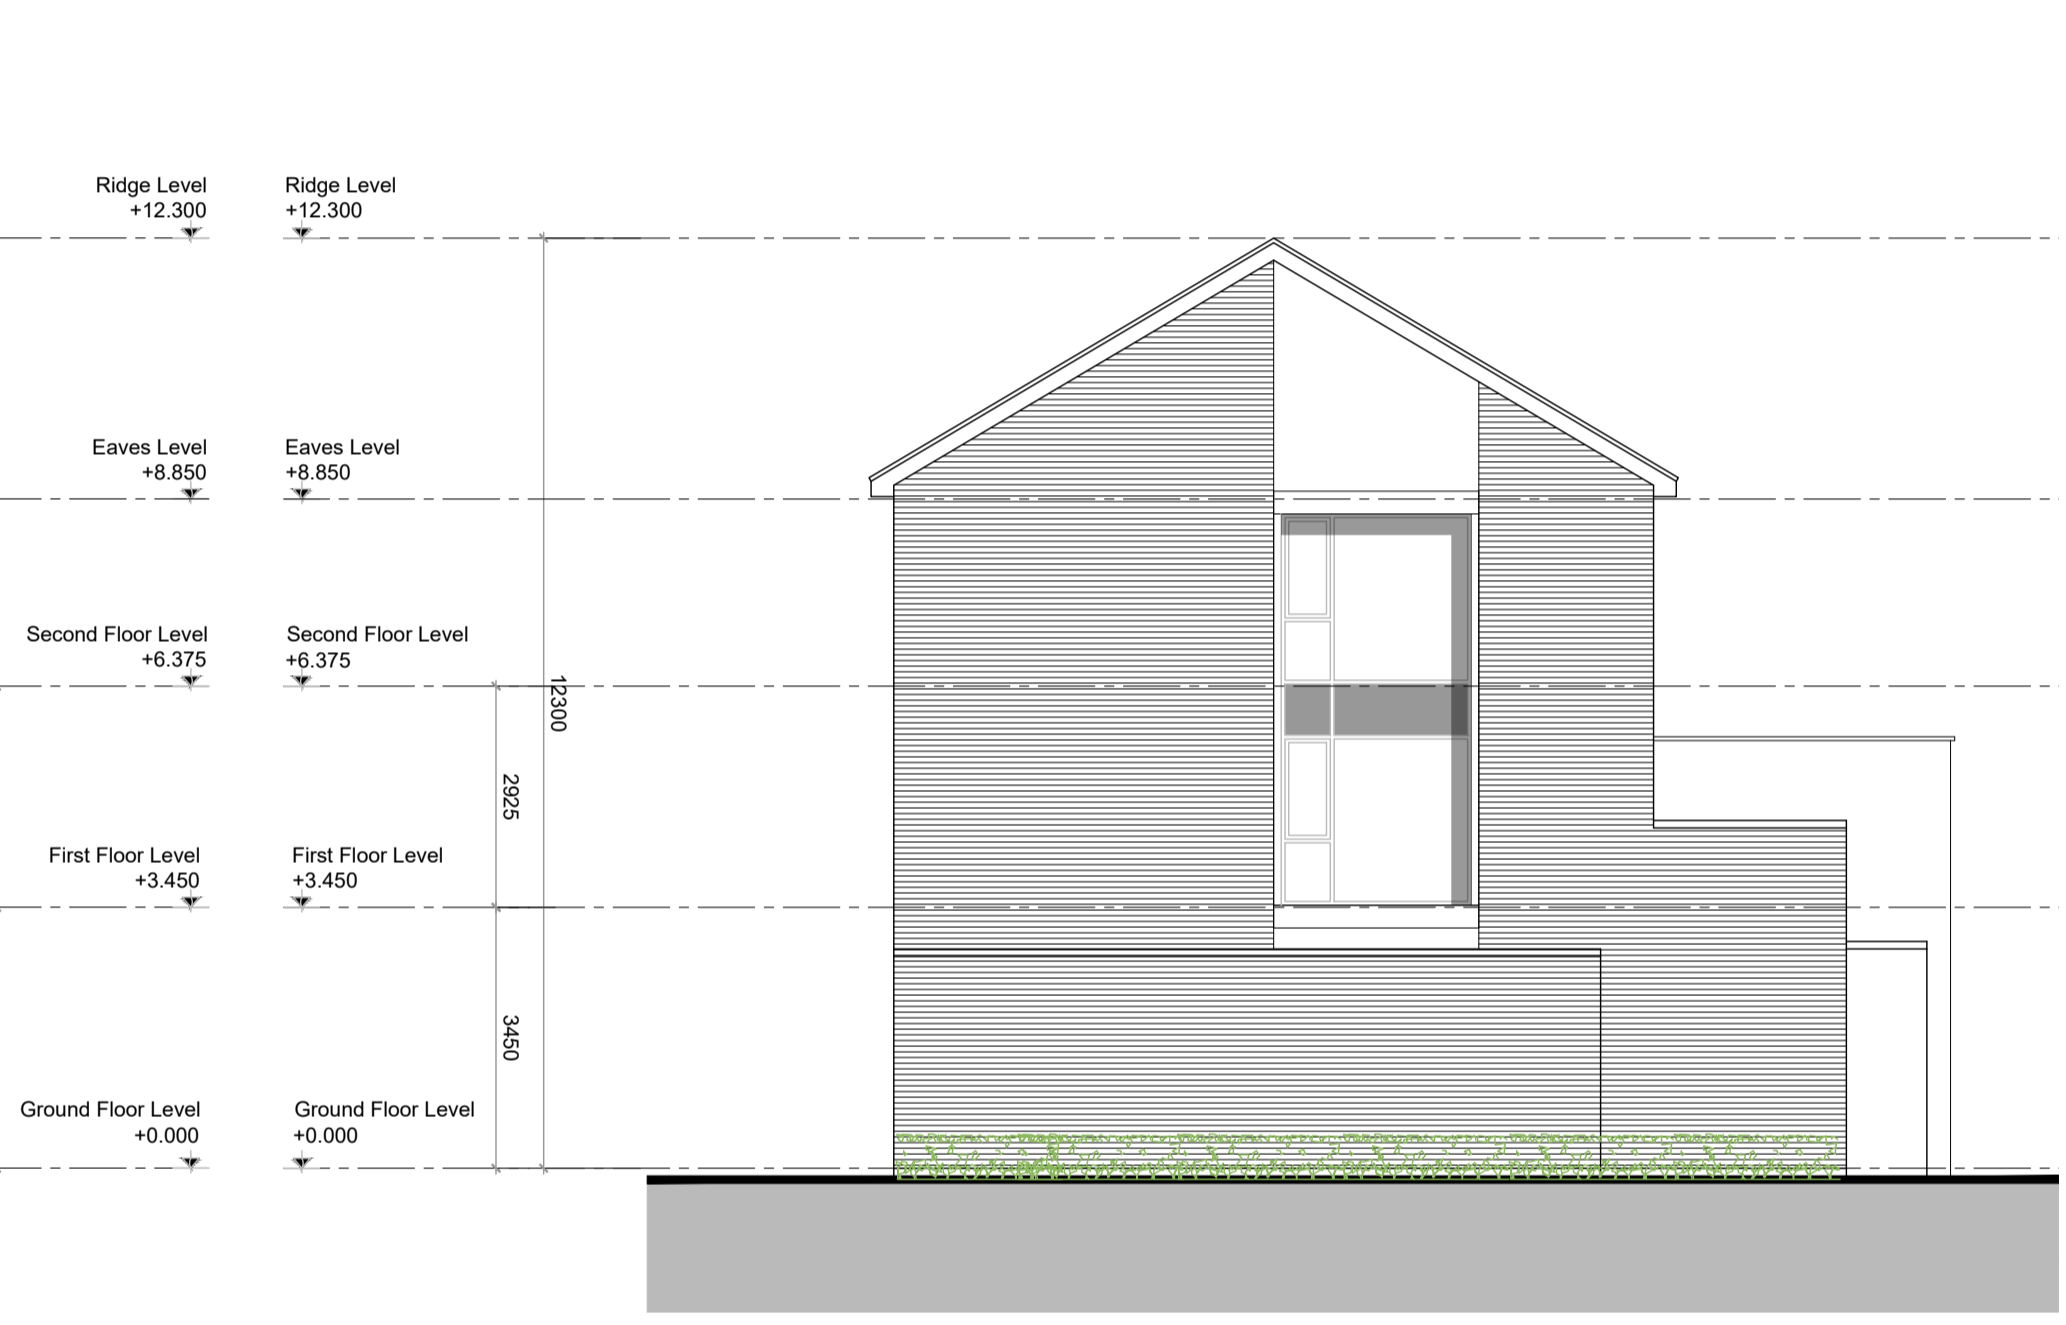 Ridge Level
+12.300
Ridge Level
+12.300
Eaves Level
+8.850
Eaves Level
+8.850
Second Floor Level
+6.375
Second Floor Level
+6.375
12300
2925
First Floor Level
+3.450
First Floor Level
+3.450
3450
Ground Floor Level
+0.000
Ground Floor Level
+0.000